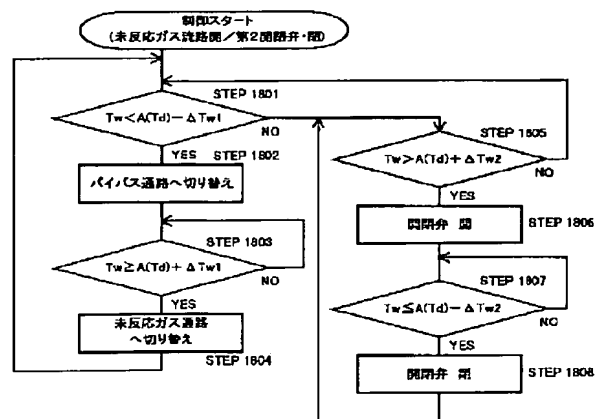 制御スタート
(未反応ガス流路開／第2開閉弁・閉)
STEP 1801
Tw＜A(Td)－ΔTw1
NO
YES
STEP 1802
バイパス通路へ切り替え
STEP 1803
Tw≧A(Td)＋ΔTw1
NO
YES
未反応ガス通路
へ切り替え
STEP 1804
STEP 1805
Tw＞A(Td)＋ΔTw2
NO
YES
開閉弁 開
STEP 1806
STEP 1807
Tw≦A(Td)－ΔTw2
NO
YES
開閉弁 閉
STEP 1808